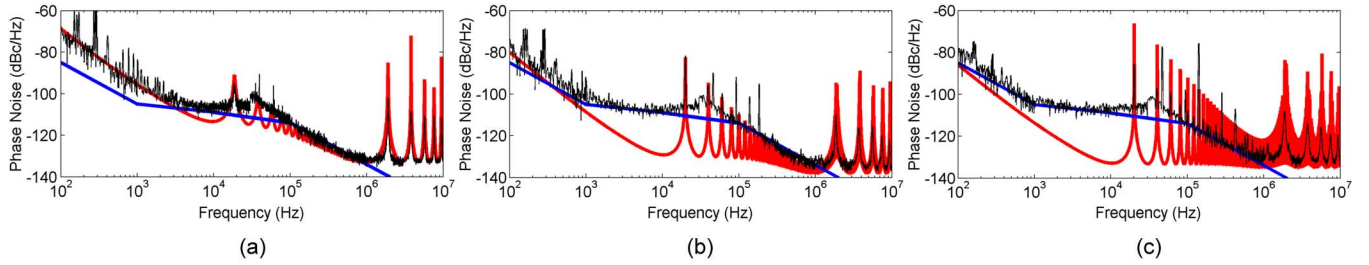 -60
-80
-100
-120
-140
Phase Noise (dBc/Hz)
10² 10³ 10⁴ 10⁵ 10⁶ 10⁷
Frequency (Hz)
(a)
-60
-80
-100
-120
-140
Phase Noise (dBc/Hz)
10² 10³ 10⁴ 10⁵ 10⁶ 10⁷
Frequency (Hz)
(b)
-60
-80
-100
-120
-140
Phase Noise (dBc/Hz)
10² 10³ 10⁴ 10⁵ 10⁶ 10⁷
Frequency (Hz)
(c)